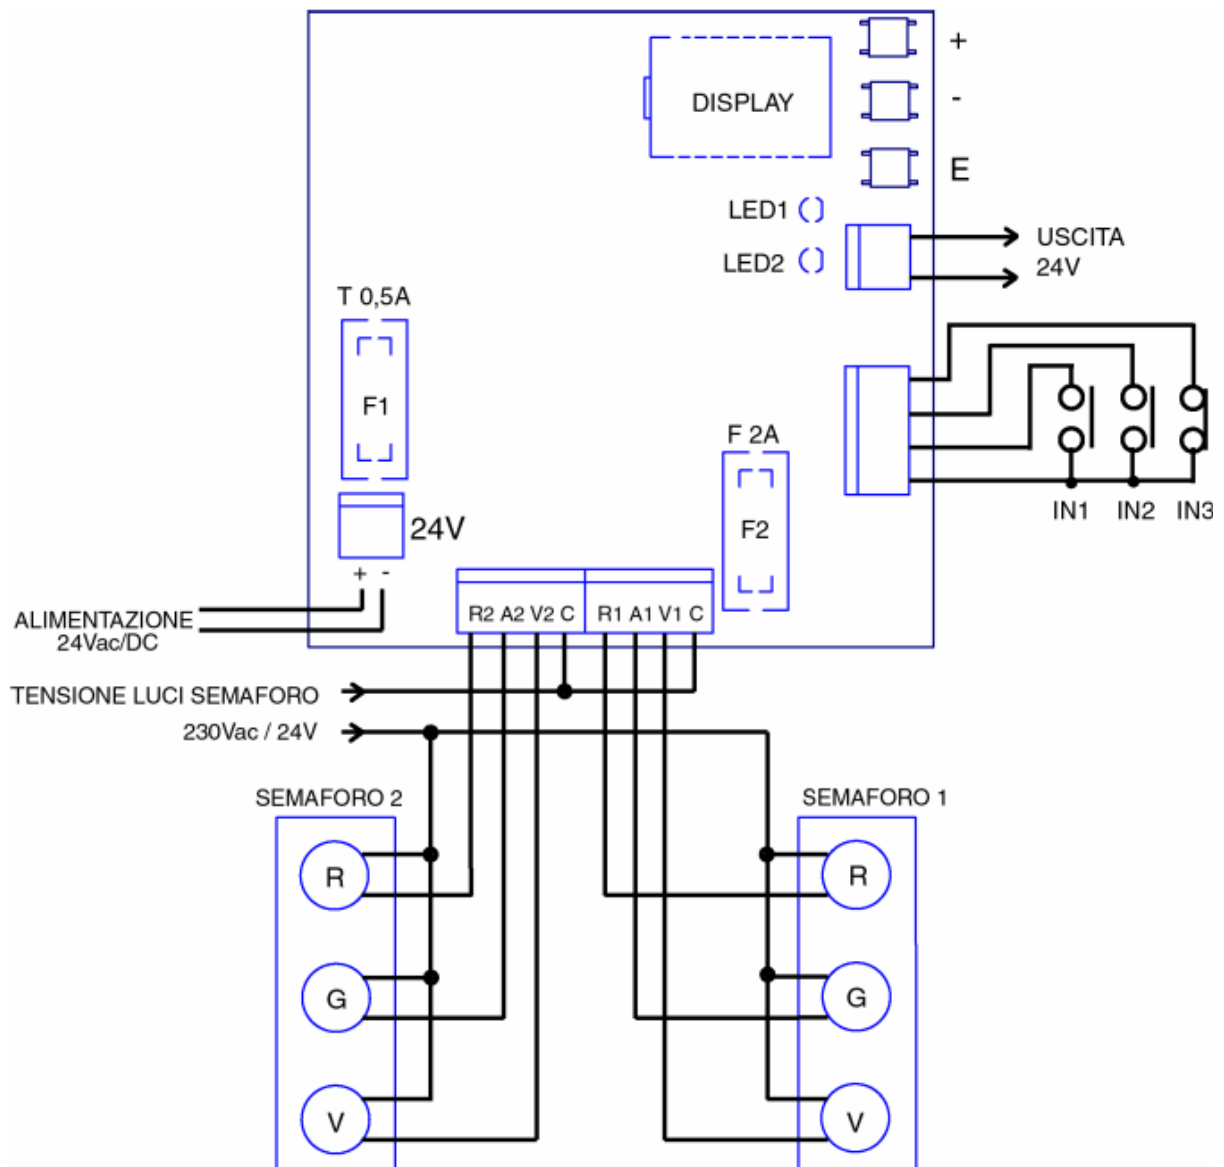 +
DISPLAY
-
E
LED1
USCITA
LED2
24V
T 0,5A
F1
F 2A
24V
F2
IN1 IN2 IN3
+ -
R2 A2 V2 C R1 A1 V1 C
ALIMENTAZIONE
24Vac/DC
TENSIONE LUCI SEMAFORO
230Vac / 24V
SEMAFORO 2
SEMAFORO 1
R
R
G
G
V
V